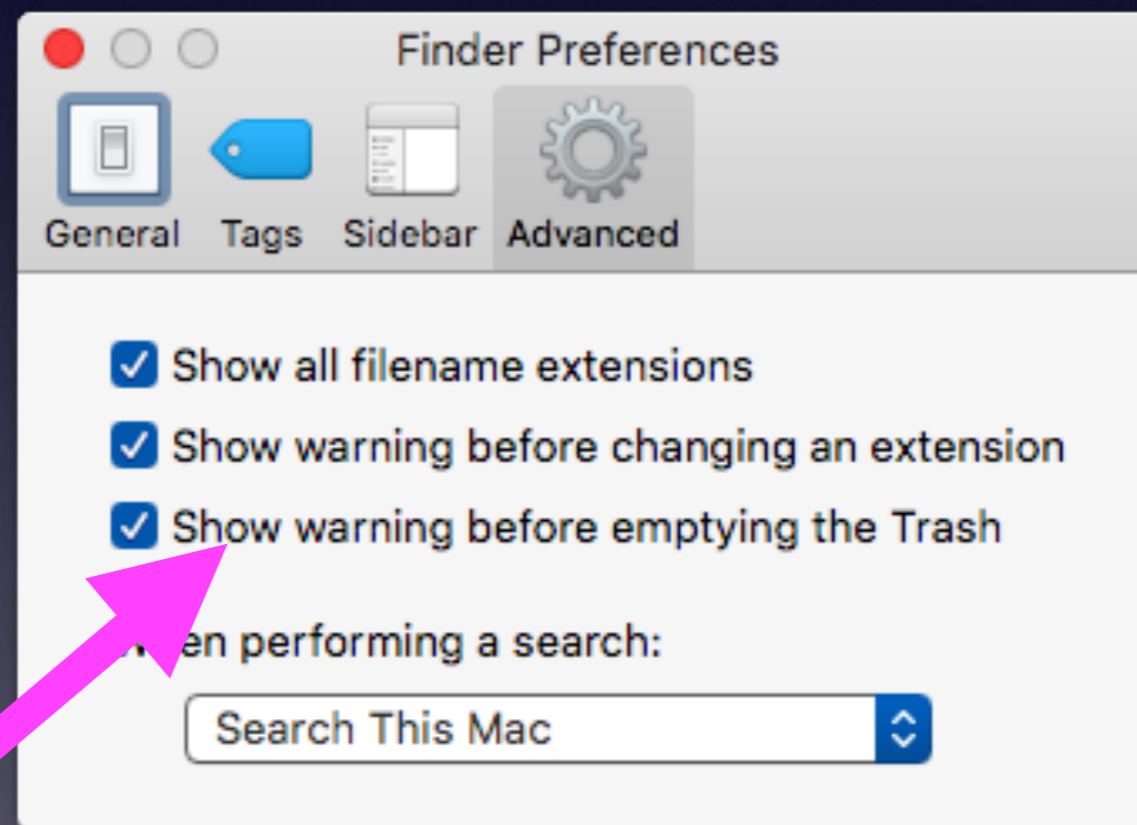 Finder Preferences
General Tags Sidebar Advanced
Show all filename extensions
Show warning before changing an extension
Show warning before emptying the Trash
performing a search:
Search This Mac